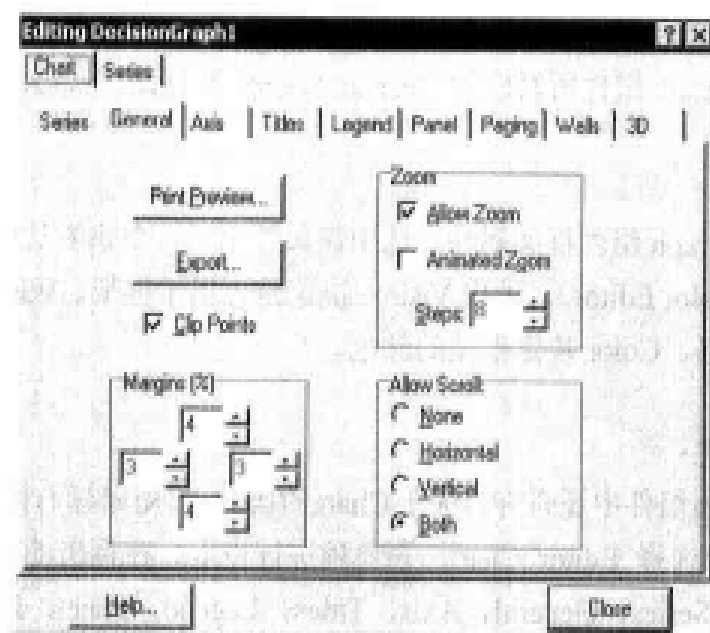 Editing DecisionGraph1
Chart Series
Series General Axis Titles Legend Panel Paging Walls 3D
Print Preview...
Export...
Clip Points
Zoom
Allow Zoom
Animated Zoom
Steps: 8
Margins (%)
4
3 3
4
Allow Scroll:
None
Horizontal
Vertical
Both
Help... Close